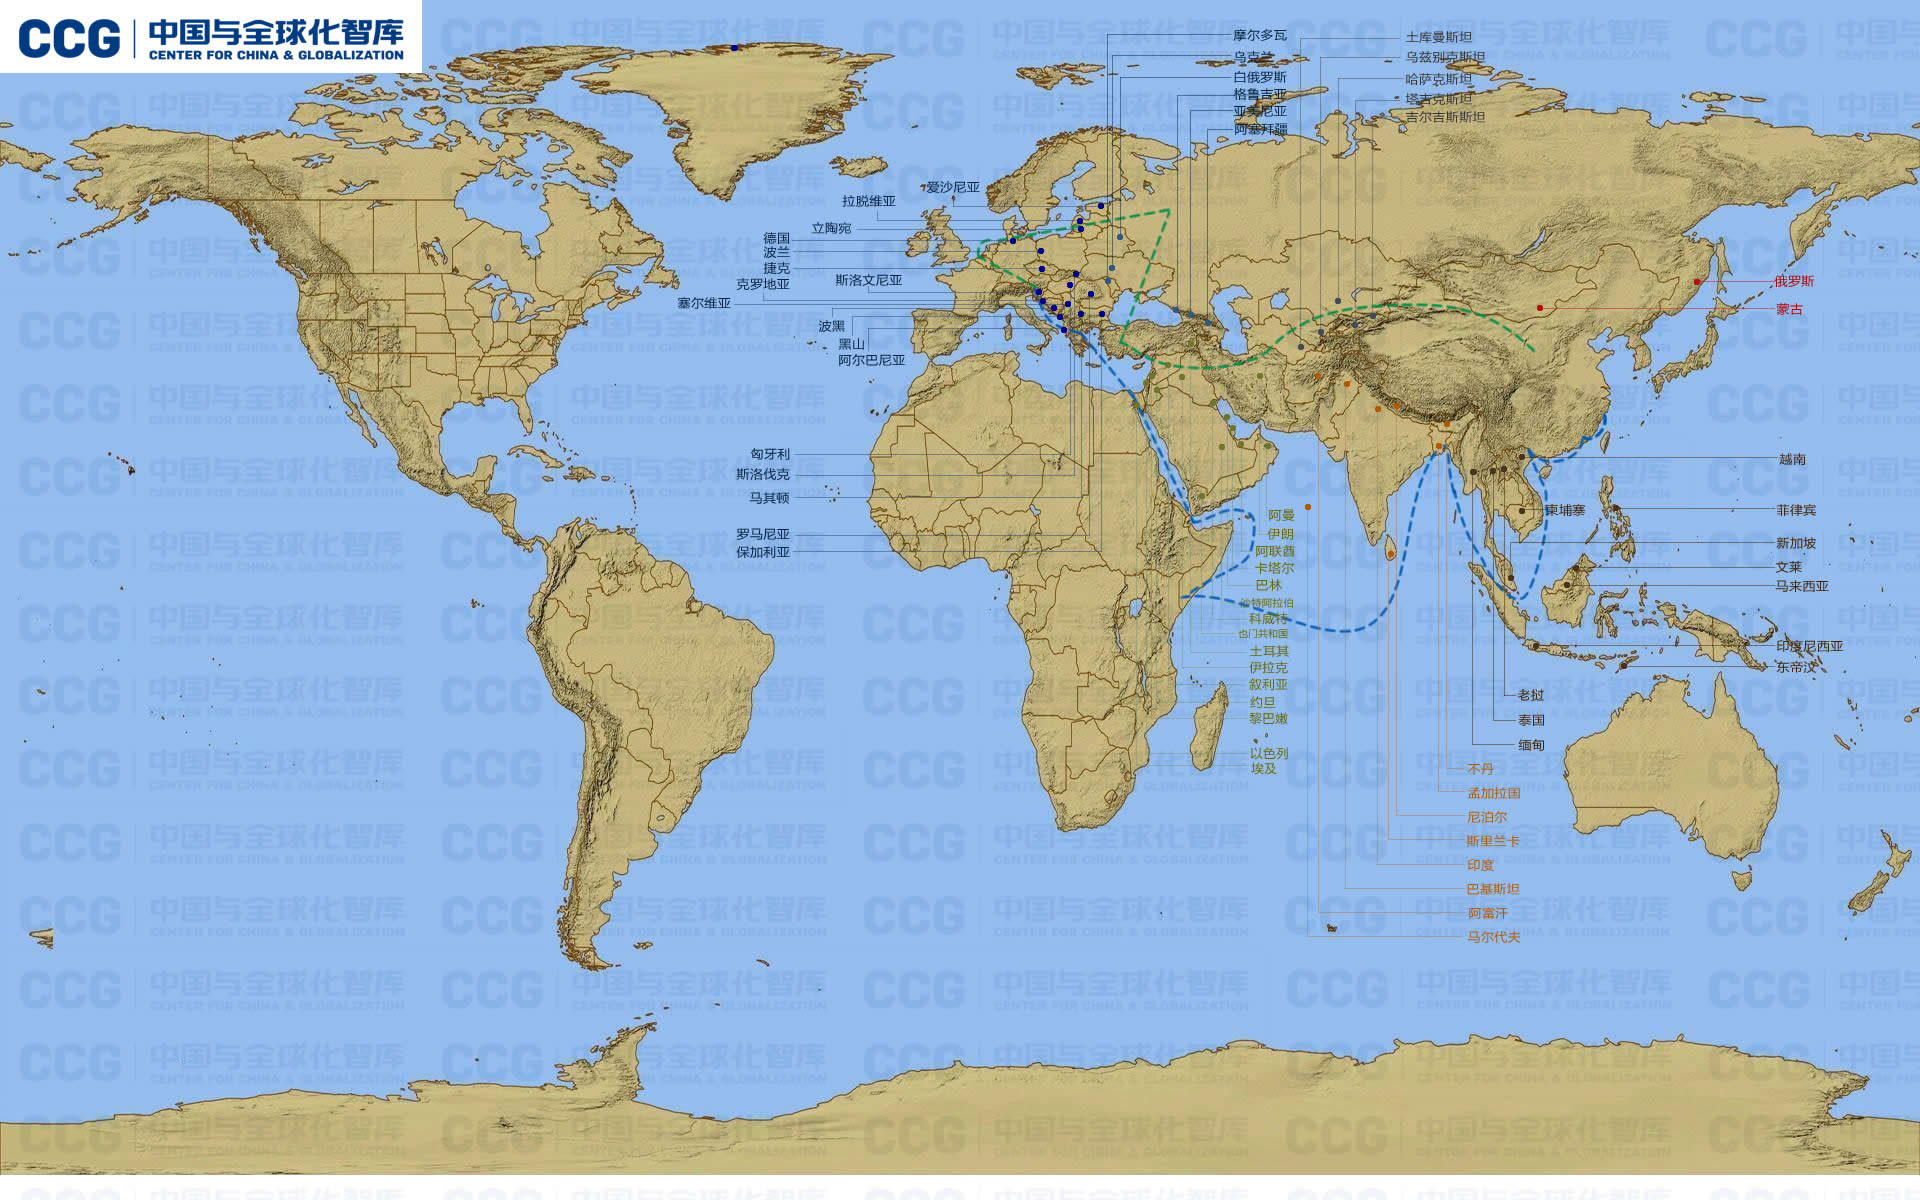 CCG 中国与全球化智库
CENTER FOR CHINA & GLOBALIZATION
摩尔多瓦
乌克兰
白俄罗斯
格鲁吉亚
亚美尼亚
阿塞拜疆
土库曼斯坦
乌兹别克斯坦
哈萨克斯坦
塔吉克斯坦
吉尔吉斯斯坦
爱沙尼亚
拉脱维亚
立陶宛
德国
波兰
捷克
克罗地亚
斯洛文尼亚
塞尔维亚
波黑
黑山
阿尔巴尼亚
俄罗斯
蒙古
匈牙利
斯洛伐克
马其顿
罗马尼亚
保加利亚
阿曼
伊朗
阿联酋
卡塔尔
巴林
沙特阿拉伯
科威特
也门共和国
土耳其
伊拉克
叙利亚
约旦
黎巴嫩
以色列
埃及
越南
柬埔寨
菲律宾
新加坡
文莱
马来西亚
印度尼西亚
东帝汶
老挝
泰国
缅甸
不丹
孟加拉国
尼泊尔
斯里兰卡
印度
巴基斯坦
阿富汗
马尔代夫